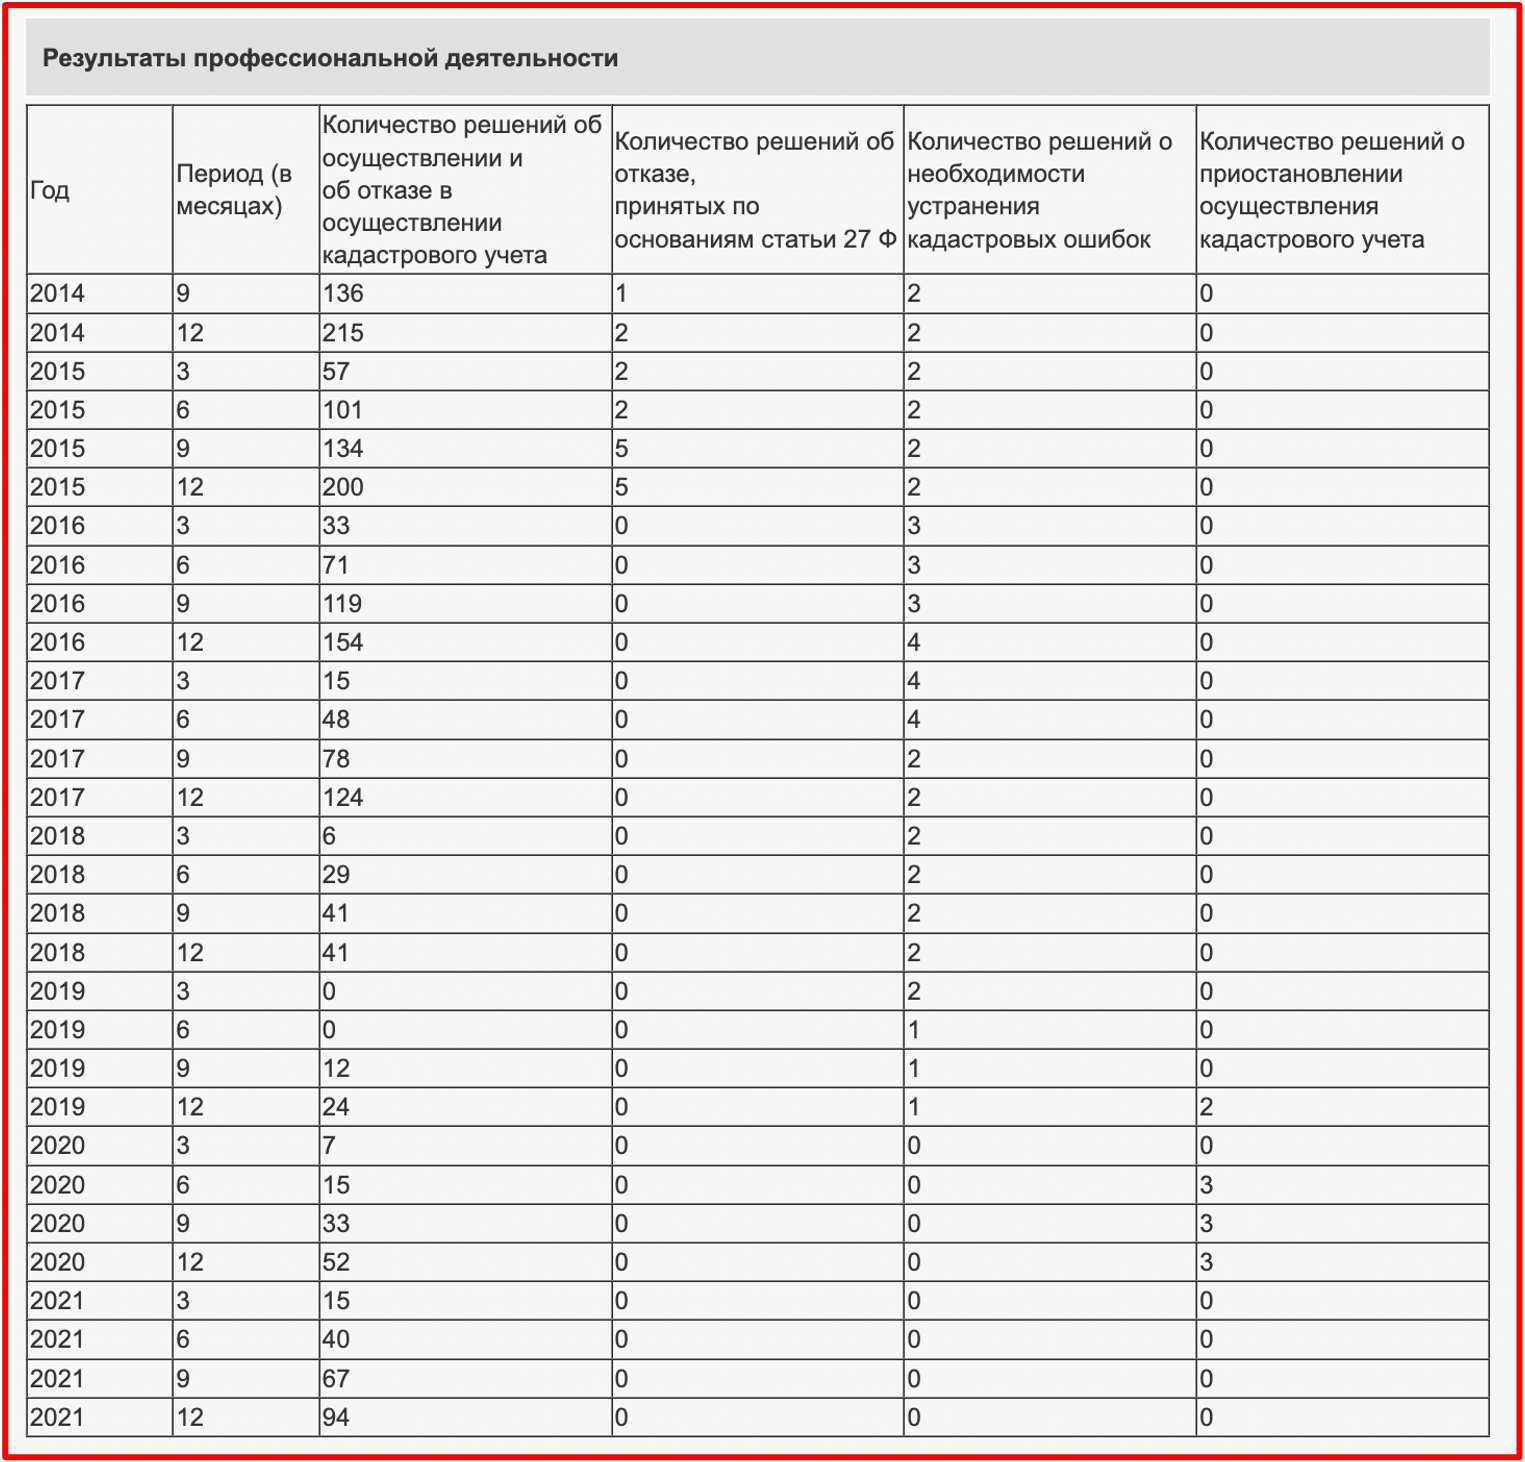 Результаты профессиональной деятельности
Год
Период (в
месяцах)
Количество решений об
осуществлении и
об отказе в
осуществлении
кадастрового учета
Количество решений об
отказе,
принятых по
основаниям статьи 27 Ф
Количество решений о
необходимости
устранения
кадастровых ошибок
Количество решений о
приостановлении
осуществления
кадастрового учета
2014 9 136 1 2 0
2014 12 215 2 2 0
2015 3 57 2 2 0
2015 6 101 2 2 0
2015 9 134 5 2 0
2015 12 200 5 2 0
2016 3 33 0 3 0
2016 6 71 0 3 0
2016 9 119 0 3 0
2016 12 154 0 4 0
2017 3 15 0 4 0
2017 6 48 0 4 0
2017 9 78 0 2 0
2017 12 124 0 2 0
2018 3 6 0 2 0
2018 6 29 0 2 0
2018 9 41 0 2 0
2018 12 41 0 2 0
2019 3 0 0 2 0
2019 6 0 0 1 0
2019 9 12 0 1 0
2019 12 24 0 1 2
2020 3 7 0 0 0
2020 6 15 0 0 3
2020 9 33 0 0 3
2020 12 52 0 0 3
2021 3 15 0 0 0
2021 6 40 0 0 0
2021 9 67 0 0 0
2021 12 94 0 0 0